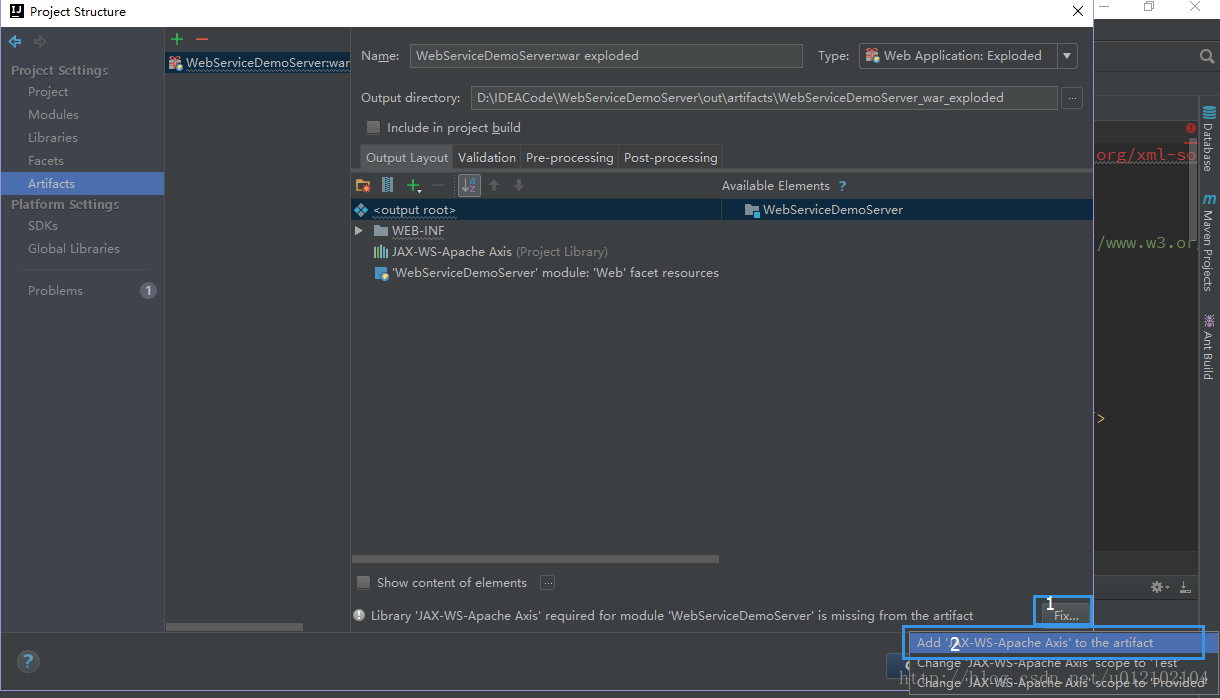 Project Structure
Project Settings
Project
Modules
Libraries
Facets
Artifacts
Platform Settings
SDKs
Global Libraries
Problems 1
WebServiceDemoServer:war
Name: WebServiceDemoServer:war exploded Type: Web Application: Exploded
Output directory: D:\IDEACode\WebServiceDemoServer\out\artifacts\WebServiceDemoServer_war_exploded ...
Include in project build
Output Layout Validation Pre-processing Post-processing
Available Elements ?
<output root>
WebServiceDemoServer
WEB-INF
JAX-WS-Apache Axis (Project Library)
'WebServiceDemoServer' module: 'Web' facet resources
Show content of elements ...
Library 'JAX-WS-Apache Axis' required for module 'WebServiceDemoServer' is missing from the artifact
1
Fix...
Add 'JAX-WS-Apache Axis' to the artifact
2
Change 'JAX-WS-Apache Axis' scope to 'Test'
Change 'JAX-WS-Apache Axis' scope to 'Provided'
http://blog.csdn.net/u012102104
?
org/xml-so
/www.w3.or
>
Database
m Maven Projects
Ant Build